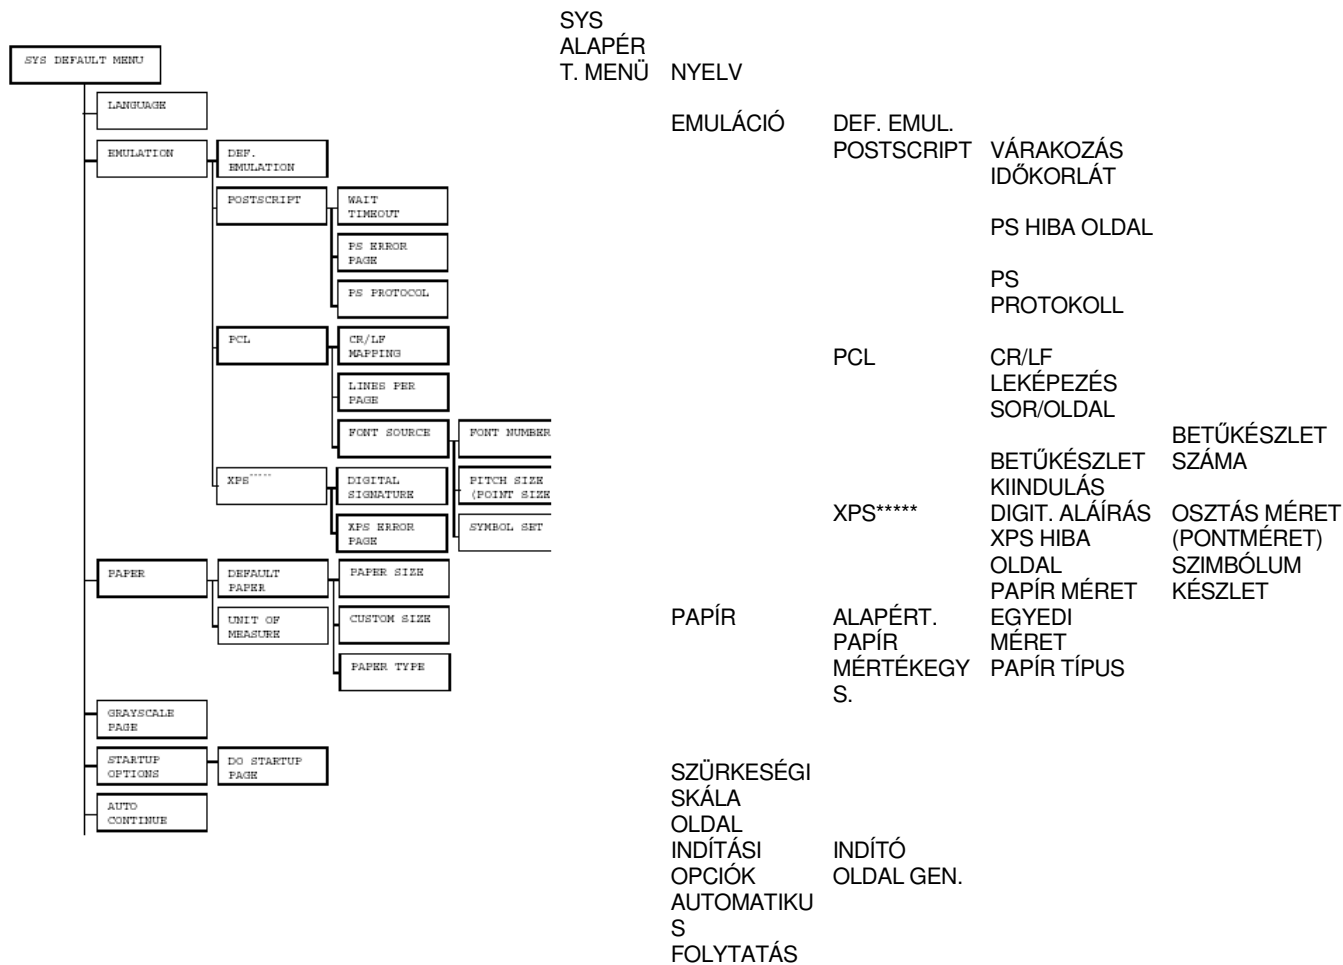 SYS DEFAULT MENU
LANGUAGE
EMULATION
DEF.
EMULATION
POSTSCRIPT
WAIT
TIMEOUT
PS ERROR
PAGE
PS PROTOCOL
PCL
CR/LF
MAPPING
LINES PER
PAGE
FONT SOURCE
FONT NUMBER
PITCH SIZE
(POINT SIZE
SYMBOL SET
XPS*****
DIGITAL
SIGNATURE
XPS ERROR
PAGE
PAPER
DEFAULT
PAPER
PAPER SIZE
CUSTOM SIZE
PAPER TYPE
UNIT OF
MEASURE
GRAYSCALE
PAGE
STARTUP
OPTIONS
DO STARTUP
PAGE
AUTO
CONTINUE
SYS
ALAPÉR
T. MENÜ
NYELV
EMULÁCIÓ
DEF. EMUL.
POSTSCRIPT
VÁRAKOZÁS
IDŐKORLÁT
PS HIBA OLDAL
PS
PROTOKOLL
PCL
CR/LF
LEKÉPEZÉS
SOR/OLDAL
BETŰKÉSZLET
KIINDULÁS
BETŰKÉSZLET
SZÁMA
XPS*****
DIGIT. ALÁÍRÁS
XPS HIBA
OLDAL
PAPÍR MÉRET
OSZTÁS MÉRET
(PONTMÉRET)
SZIMBÓLUM
KÉSZLET
PAPÍR
ALAPÉRT.
PAPÍR
MÉRTÉKEGY
S.
EGYEDI
MÉRET
PAPÍR TÍPUS
SZÜRKESÉGI
SKÁLA
OLDAL
INDÍTÁSI
OPCIÓK
INDÍTÓ
OLDAL GEN.
AUTOMATIKU
S
FOLYTATÁS